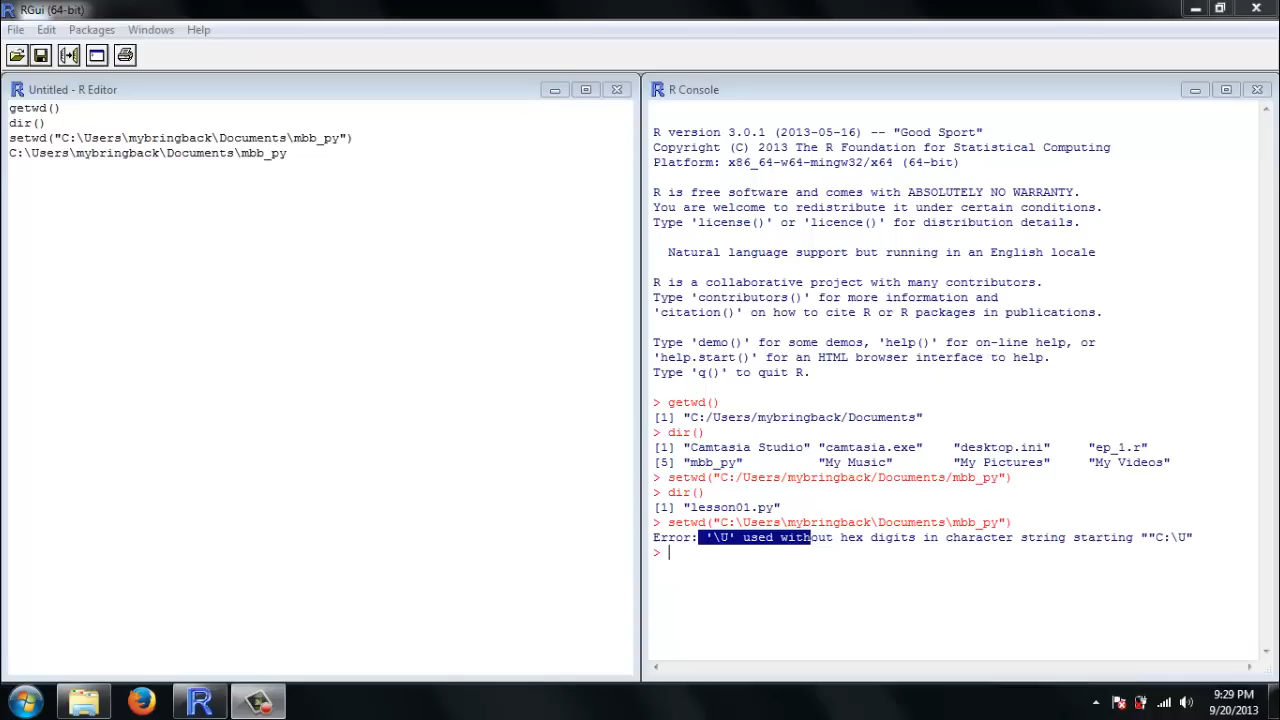 RGui (64-bit)
File Edit Packages Windows Help
Untitled - R Editor
getwd()
dir()
setwd("C:\Users\mybringback\Documents\mbb_py")
C:\Users\mybringback\Documents\mbb_py
R Console
R version 3.0.1 (2013-05-16) -- "Good Sport"
Copyright (C) 2013 The R Foundation for Statistical Computing
Platform: x86_64-w64-mingw32/x64 (64-bit)
R is free software and comes with ABSOLUTELY NO WARRANTY.
You are welcome to redistribute it under certain conditions.
Type 'license()' or 'licence()' for distribution details.
Natural language support but running in an English locale
R is a collaborative project with many contributors.
Type 'contributors()' for more information and
'citation()' on how to cite R or R packages in publications.
Type 'demo()' for some demos, 'help()' for on-line help, or
'help.start()' for an HTML browser interface to help.
Type 'q()' to quit R.
> getwd()
[1] "C:/Users/mybringback/Documents"
> dir()
[1] "Camtasia Studio" "camtasia.exe" "desktop.ini" "ep_1.r"
[5] "mbb_py" "My Music" "My Pictures" "My Videos"
> setwd("C:/Users/mybringback/Documents/mbb_py")
> dir()
[1] "lesson01.py"
> setwd("C:\Users\mybringback\Documents\mbb_py")
Error: '\U' used without hex digits in character string starting ""C:\U"
>
9:29 PM
9/20/2013